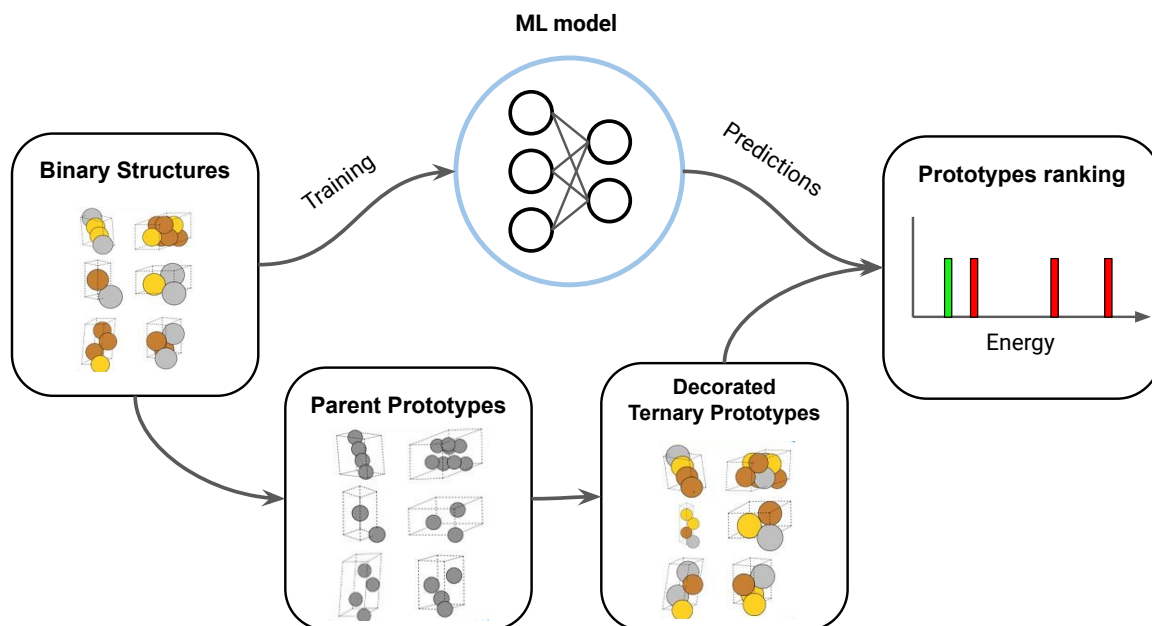 ML model
Binary Structures
Training
Predictions
Prototypes ranking
Energy
Parent Prototypes
Decorated
Ternary Prototypes